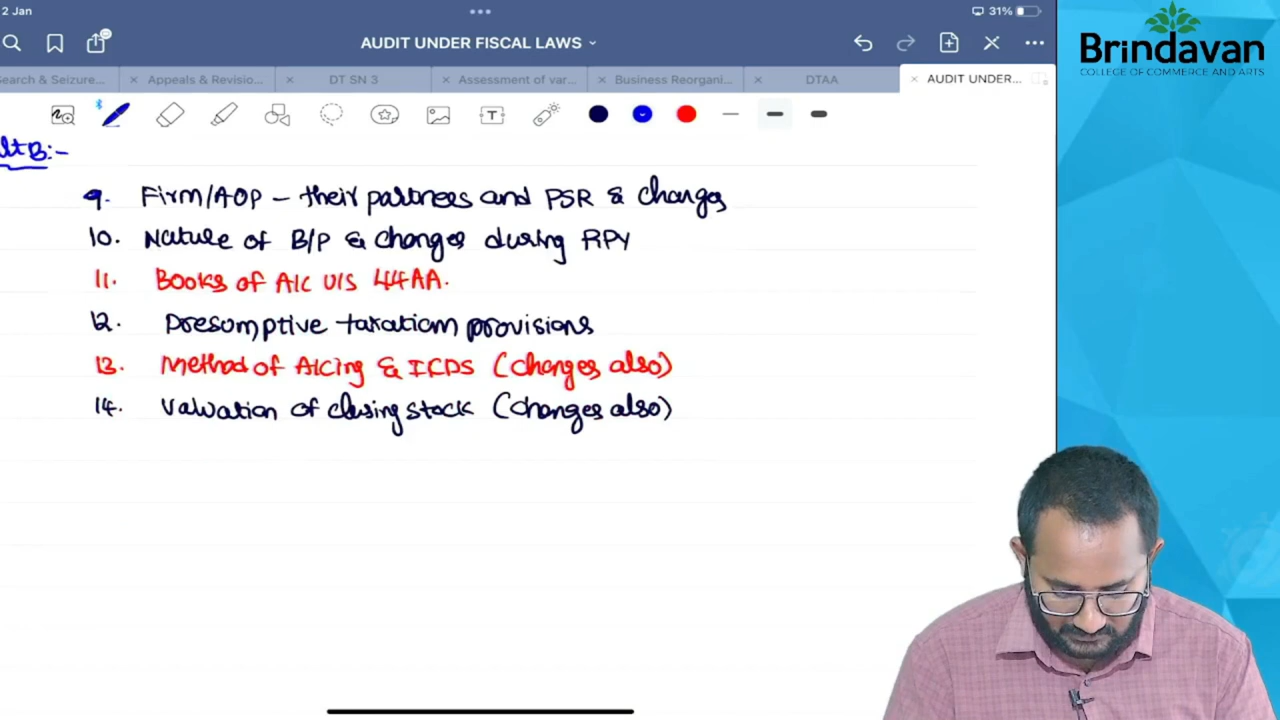 2 Jan
•••
31%
AUDIT UNDER FISCAL LAWS
Search & Seizure...
Appeals & Revisio...
DT SN 3
Assessment of var...
Business Reorgani...
DTAA
AUDIT UNDER...
Brindavan
COLLEGE OF COMMERCE AND ARTS
B:-
9. Firm/AOP - their partners and PSR & changes
10. Nature of B/P & changes during RPY
11. Books of A/C U/S 44AA.
12. Presumptive taxation provisions
13. Method of A/Cing & ICDS (changes also)
14. Valuation of closing stock (changes also)